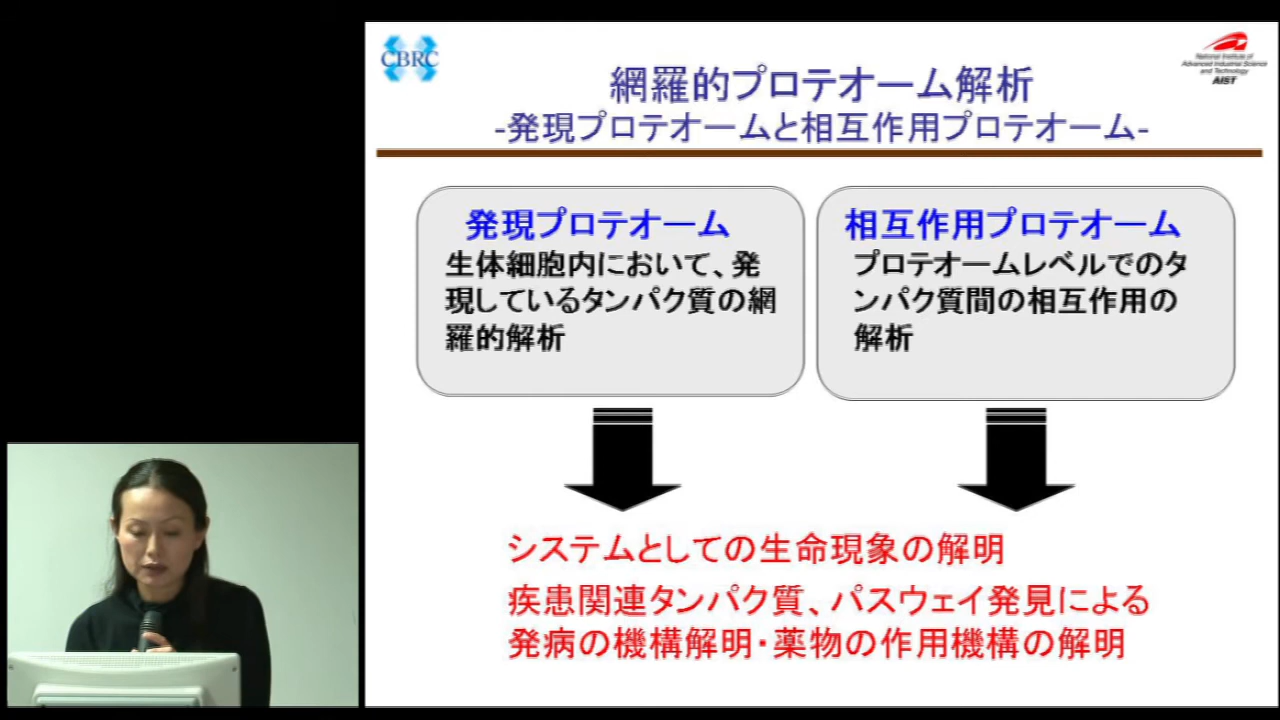 CBRC
National Institute of
Advanced Industrial Science
and Technology
AIST
網羅的プロテオーム解析
-発現プロテオームと相互作用プロテオーム-
発現プロテオーム
生体細胞内において、発
現しているタンパク質の網
羅的解析
相互作用プロテオーム
プロテオームレベルでのタ
ンパク質間の相互作用の
解析
システムとしての生命現象の解明
疾患関連タンパク質、パスウェイ発見による
発病の機構解明・薬物の作用機構の解明